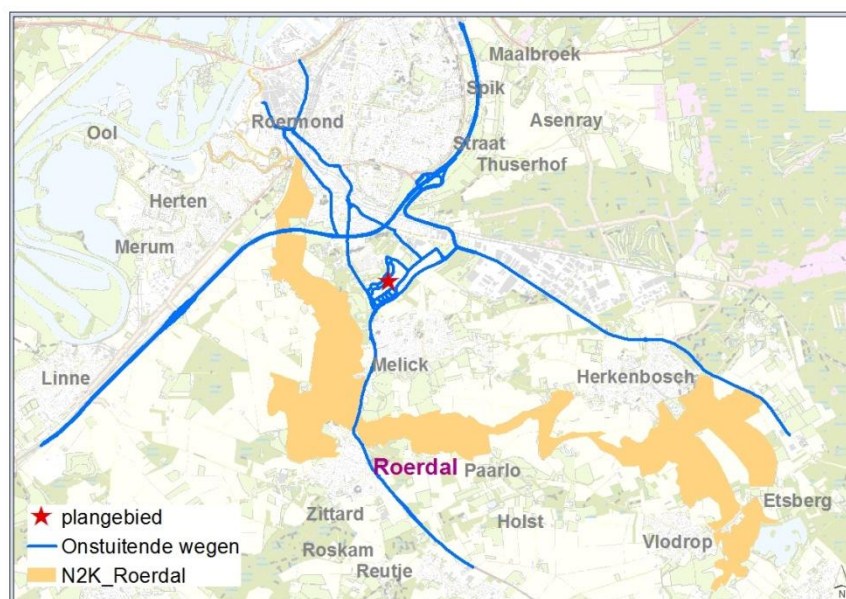 Maalbroek
Spik
Asenray
Roermond
Ool
Straat
Thuserhof
Herten
Merum
Melick
Linne
Herkenbosch
Roerdal
Paarlo
Etsberg
Zittard
Holst
Vlodrop
Roskam
Reutje
plangebied
Onstuitende wegen
N2K_Roerdal
N